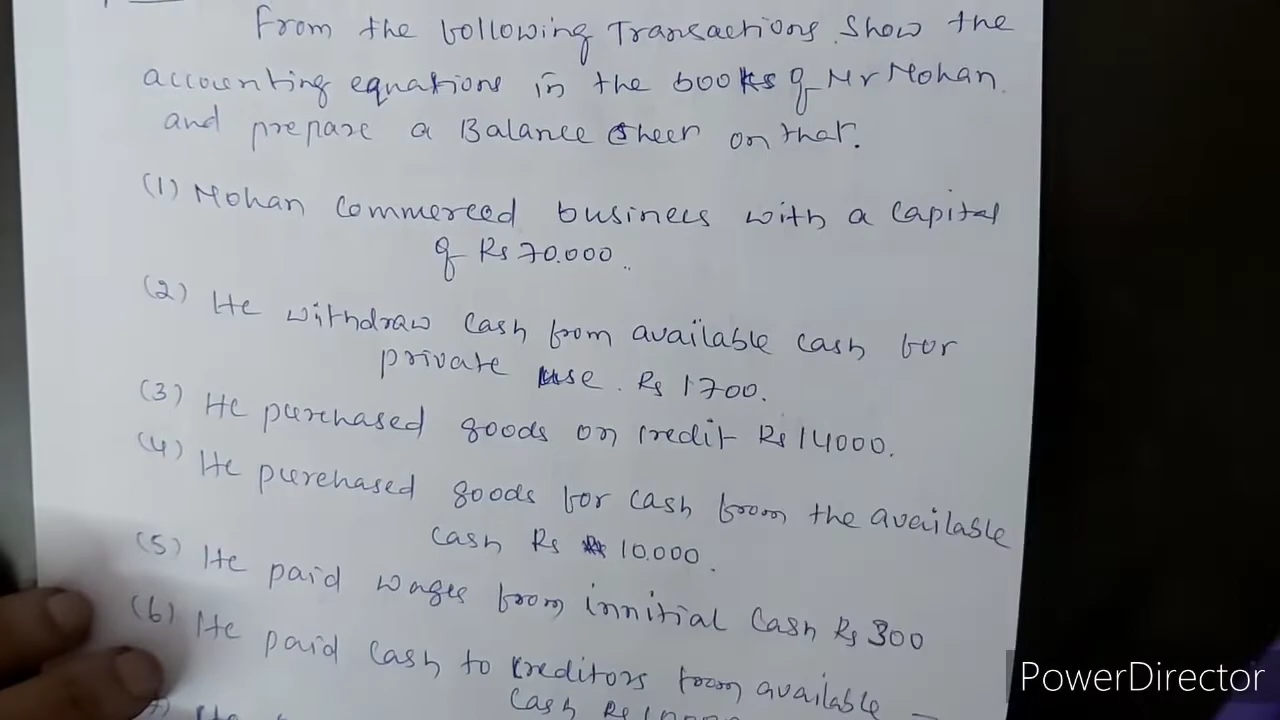 From the following Transactions. Show the
accounting equations in the books of Mr Mohan.
and prepare a Balance Sheet on that.
(1) Mohan commerced business with a capital
of Rs 70.000..
(2) He withdraw cash from available cash for
private use. Rs 1700.
(3) He purchased goods on credit Rs 14000.
(4) He purchased goods for cash from the available
cash Rs 10.000.
(5) He paid wages from innitial cash Rs 300
(6) He paid cash to creditors from available
cash Rs
He
PowerDirector